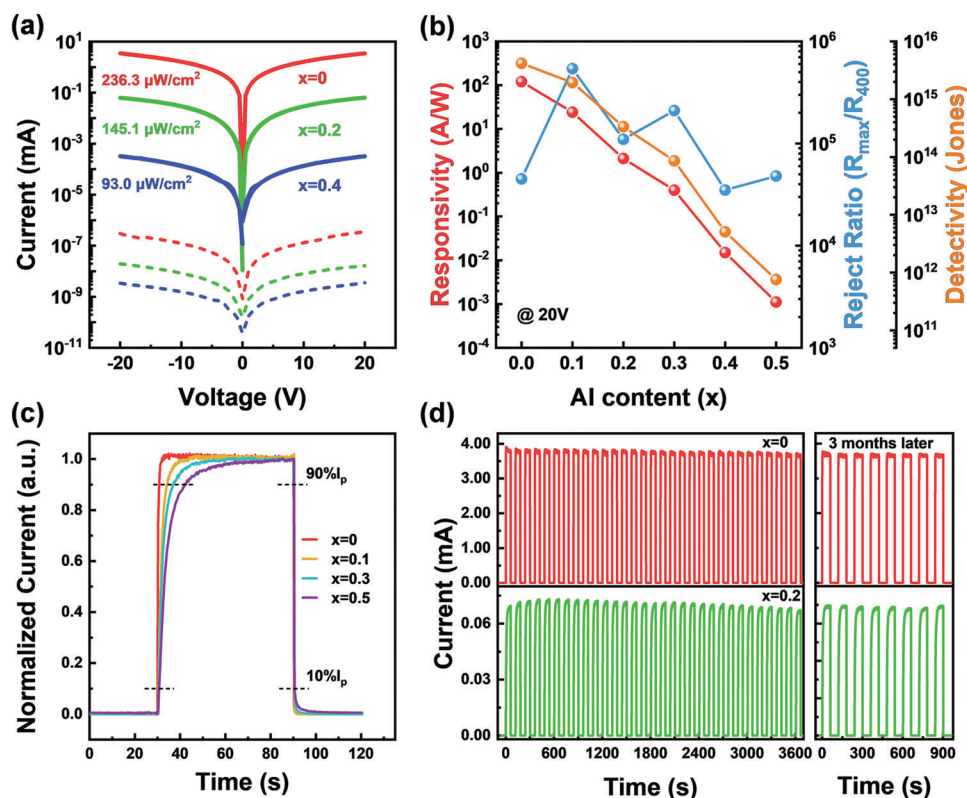 (a)
10¹
10⁻¹
10⁻³
10⁻⁵
10⁻⁷
10⁻⁹
10⁻¹¹
Current (mA)
236.3 μW/cm²
x=0
145.1 μW/cm²
x=0.2
93.0 μW/cm²
x=0.4
-20 -10 0 10 20
Voltage (V)
(b)
10³
10²
10¹
10⁰
10⁻¹
10⁻²
10⁻³
10⁻⁴
Responsivity (A/W)
@ 20V
0.0 0.1 0.2 0.3 0.4 0.5
Al content (x)
10⁶
10⁵
10⁴
10³
Reject Ratio (Rmax/R400)
10¹⁶
10¹⁵
10¹⁴
10¹³
10¹²
10¹¹
Detectivity (Jones)
(c)
1.0
0.8
0.6
0.4
0.2
0.0
Normalized Current (a.u.)
90%Ip
x=0
x=0.1
x=0.3
x=0.5
10%Ip
0 20 40 60 80 100 120
Time (s)
(d)
4.00
3.00
2.00
1.00
0.00
x=0
3 months later
0.06
0.03
0.00
x=0.2
Current (mA)
0 600 1200 1800 2400 3000 3600
Time (s)
0 300 600 900
Time (s)